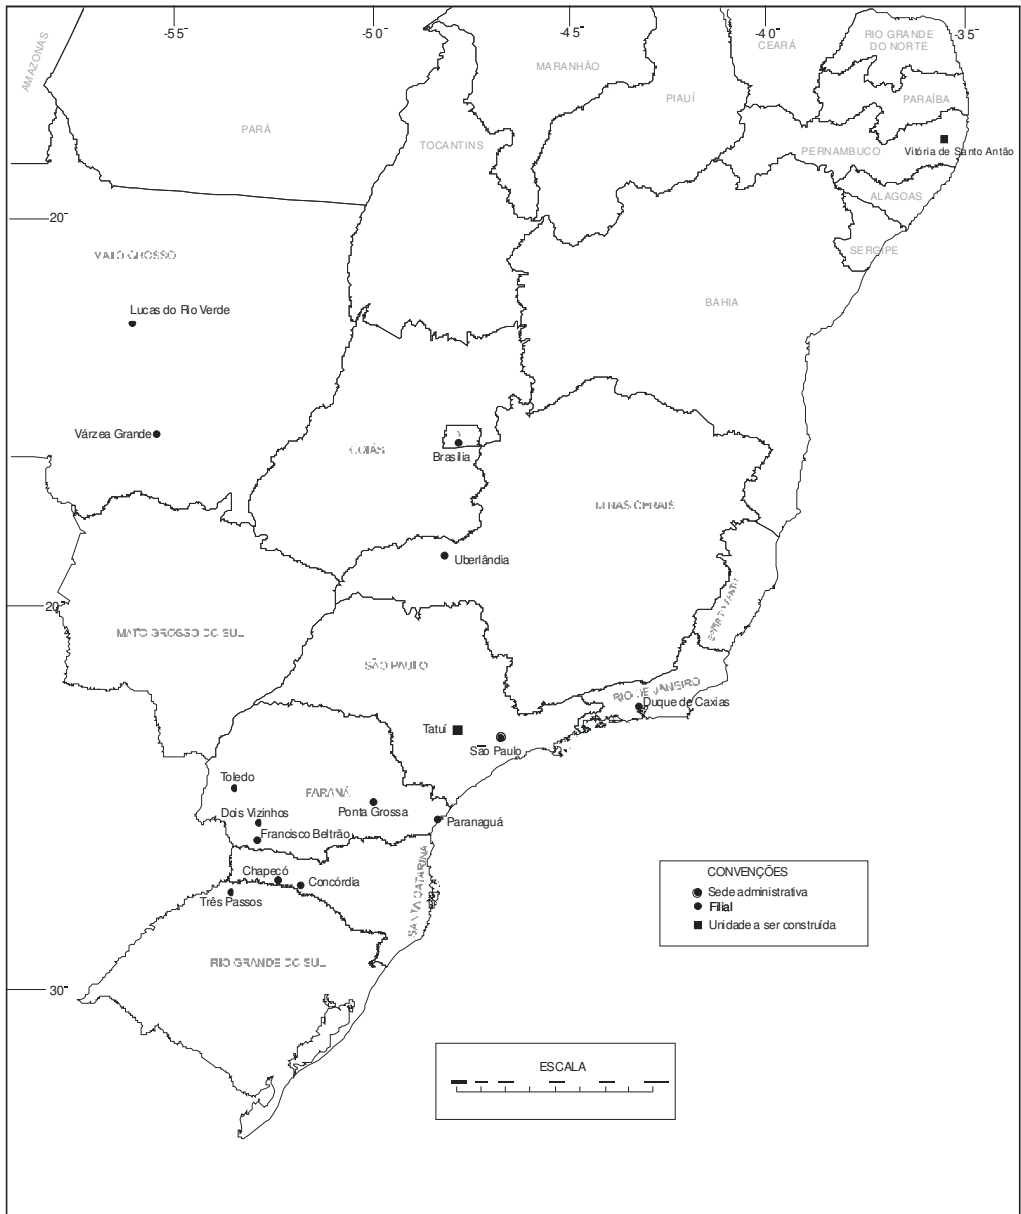 -55
-50
-45
-40
-35
AMAZONAS
PARÁ
TOCANTINS
MARANHÃO
PIAUÍ
CEARÁ
RIO GRANDE
DO NORTE
PARAÍBA
PERNAMBUCO
Vitória de Santo Antão
ALAGOAS
SERGIPE
BAHIA
20
MATO GROSSO
Lucas do Rio Verde
Várzea Grande
GOIÁS
Brasília
MINAS GERAIS
Uberlândia
ESPIRITO SANTO
20
MATO GROSSO DO SUL
SÃO PAULO
RIO DE JANEIRO
Duque de Caxias
Tatuí
São Paulo
Toledo
PARANÁ
Dois Vizinhos
Ponta Grossa
Francisco Beltrão
Paranaguá
Chapecó
Concórdia
SANTA CATARINA
Três Passos
RIO GRANDE DO SUL
30
CONVENÇÕES
Sede administrativa
Filial
Unidade a ser construída
ESCALA